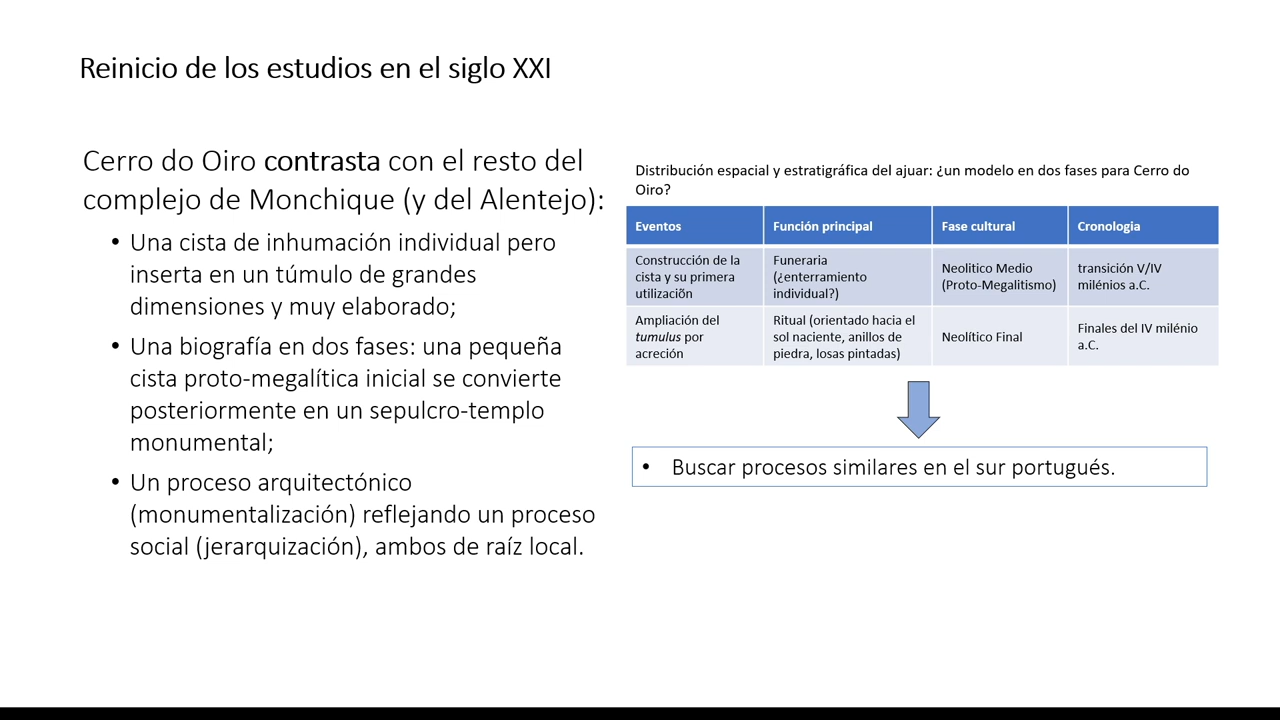 Reinicio de los estudios en el siglo XXI
Cerro do Oiro contrasta con el resto del
complejo de Monchique (y del Alentejo):
• Una cista de inhumación individual pero
inserta en un túmulo de grandes
dimensiones y muy elaborado;
• Una biografía en dos fases: una pequeña
cista proto-megalítica inicial se convierte
posteriormente en un sepulcro-templo
monumental;
• Un proceso arquitectónico
(monumentalización) reflejando un proceso
social (jerarquización), ambos de raíz local.
Distribución espacial y estratigráfica del ajuar: ¿un modelo en dos fases para Cerro do
Oiro?
Eventos
Función principal
Fase cultural
Cronologia
Construcción de la
cista y su primera
utilizaciõn
Funeraria
(¿enterramiento
individual?)
Neolitico Medio
(Proto-Megalitismo)
transición V/IV
milénios a.C.
Ampliación del
tumulus por
acreción
Ritual (orientado hacia el
sol naciente, anillos de
piedra, losas pintadas)
Neolítico Final
Finales del IV milénio
a.C.
• Buscar procesos similares en el sur portugués.